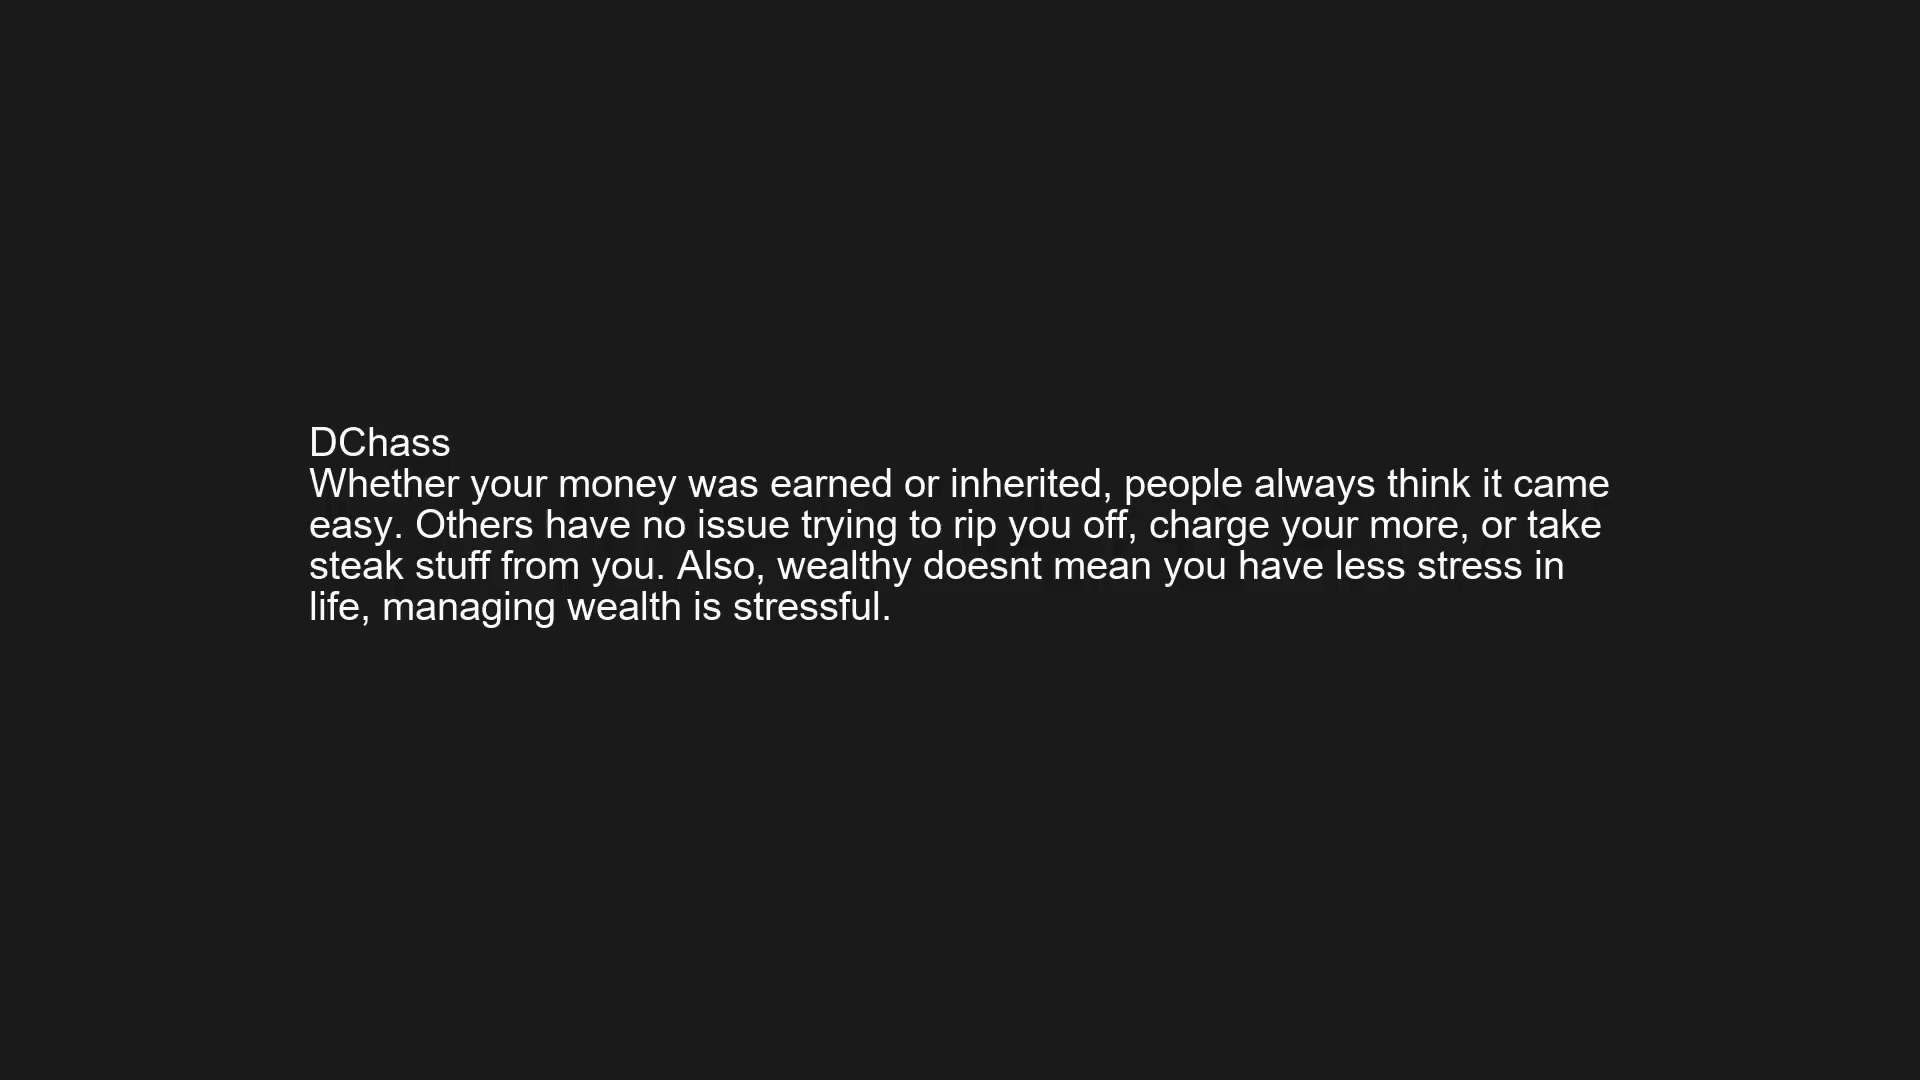 DChass
Whether your money was earned or inherited, people always think it came
easy. Others have no issue trying to rip you off, charge your more, or take
steak stuff from you. Also, wealthy doesnt mean you have less stress in
life, managing wealth is stressful.